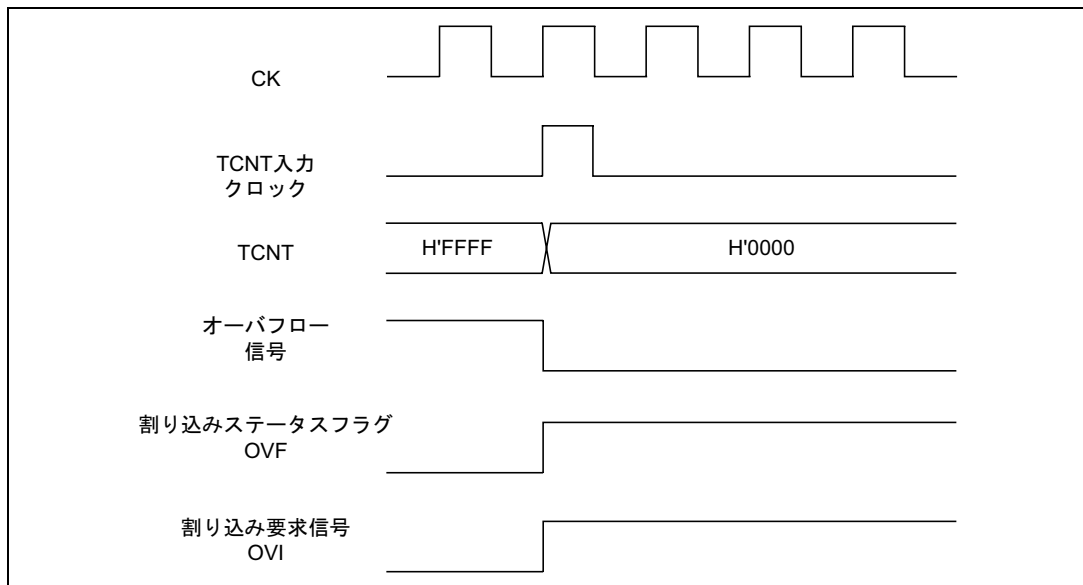 CK
TCNT入力
クロック
TCNT
H'FFFF
H'0000
オーバフロー
信号
割り込みステータスフラグ
OVF
割り込み要求信号
OVI